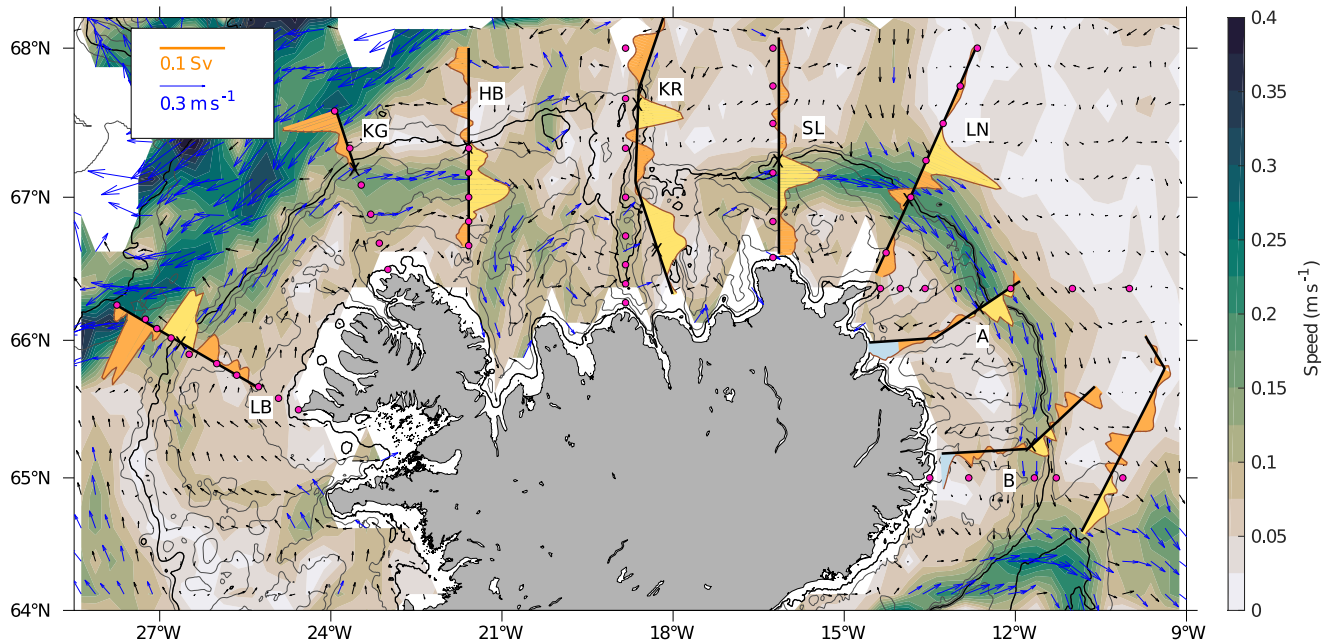 68°N
67°N
66°N
65°N
64°N
27°W
24°W
21°W
18°W
15°W
12°W
9°W
0.1 Sv
0.3 m s⁻¹
KG
HB
KR
SL
LN
A
B
LB
0.4
0.35
0.3
0.25
0.2
0.15
0.1
0.05
0
Speed (m s⁻¹)